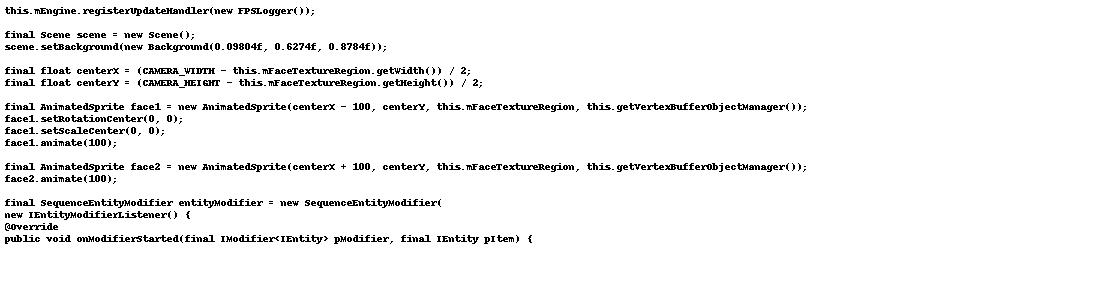 this.mEngine.registerUpdateHandler(new FPSLogger());
final Scene scene = new Scene();
scene.setBackground(new Background(0.09804f, 0.6274f, 0.8784f));
final float centerX = (CAMERA_WIDTH - this.mFaceTextureRegion.getWidth()) / 2;
final float centerY = (CAMERA_HEIGHT - this.mFaceTextureRegion.getHeight()) / 2;
final AnimatedSprite face1 = new AnimatedSprite(centerX - 100, centerY, this.mFaceTextureRegion, this.getVertexBufferObjectManager());
face1.setRotationCenter(0, 0);
face1.setScaleCenter(0, 0);
face1.animate(100);
final AnimatedSprite face2 = new AnimatedSprite(centerX + 100, centerY, this.mFaceTextureRegion, this.getVertexBufferObjectManager());
face2.animate(100);
final SequenceEntityModifier entityModifier = new SequenceEntityModifier(
new IEntityModifierListener() {
@Override
public void onModifierStarted(final IModifier<IEntity> pModifier, final IEntity pItem) {